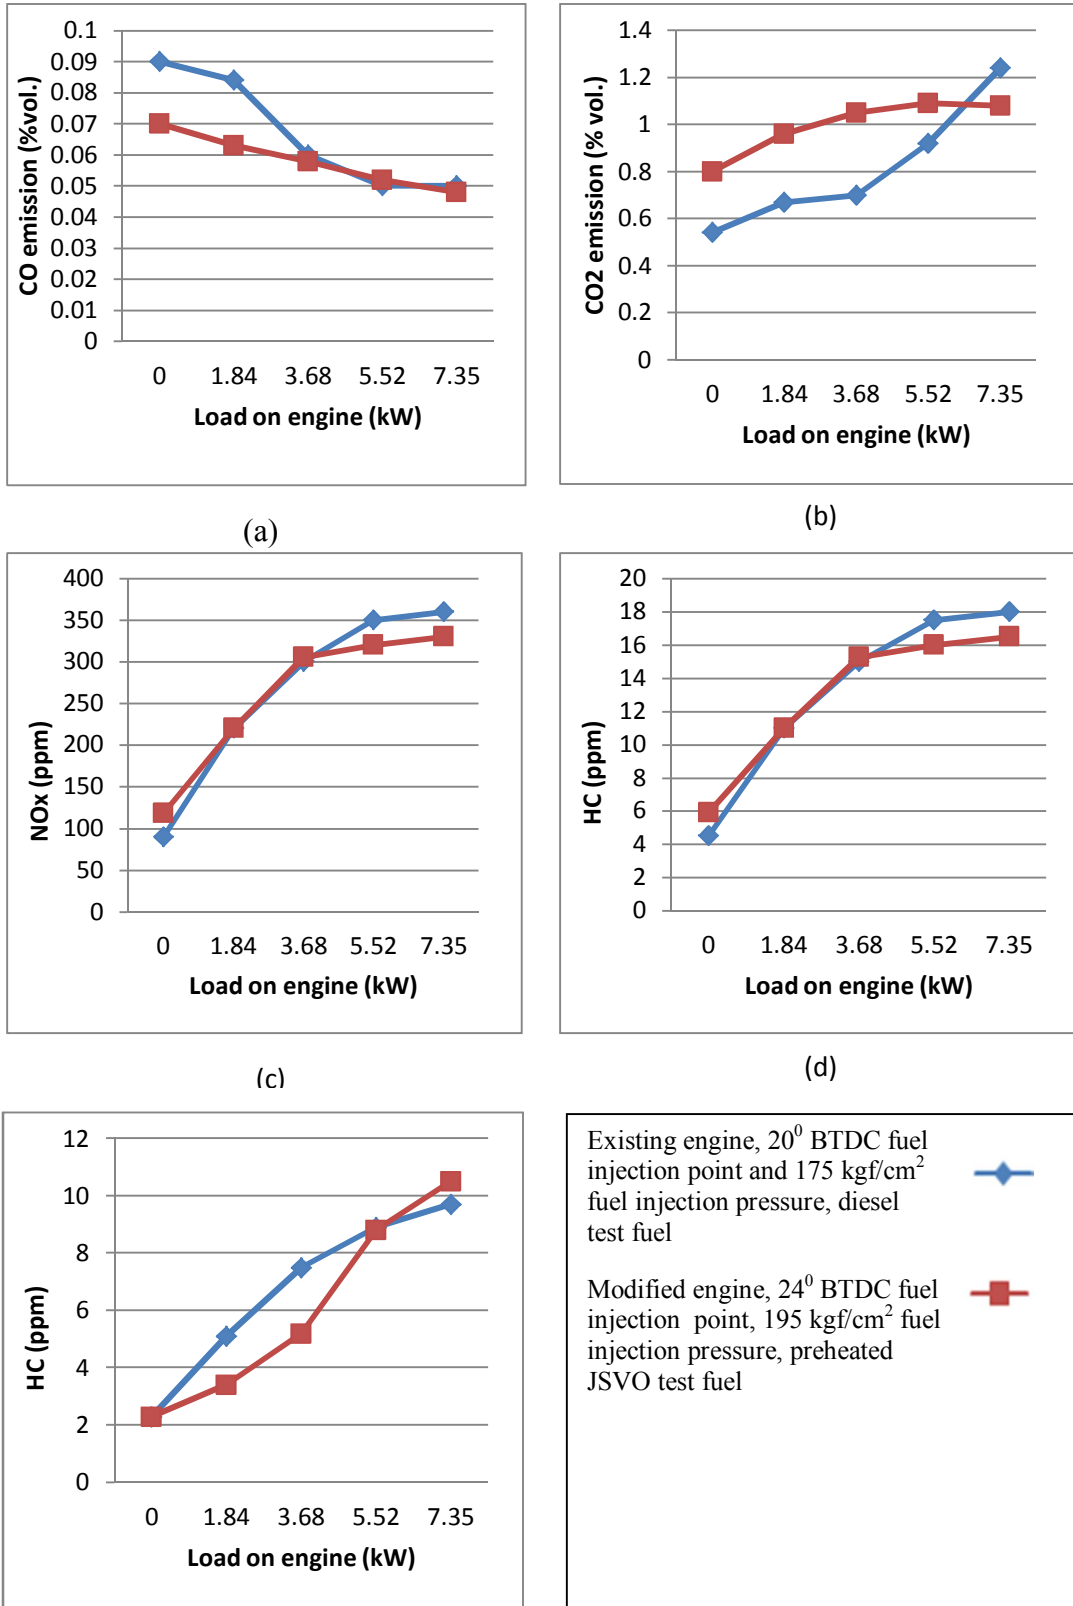 0.1
0.09
0.08
0.07
0.06
0.05
0.04
0.03
0.02
0.01
0
CO emission (%vol.)
0 1.84 3.68 5.52 7.35
Load on engine (kW)
(a)
1.4
1.2
1
0.8
0.6
0.4
0.2
0
CO2 emission (% vol.)
0 1.84 3.68 5.52 7.35
Load on engine (kW)
(b)
400
350
300
250
200
150
100
50
0
NOx (ppm)
0 1.84 3.68 5.52 7.35
Load on engine (kW)
(c)
20
18
16
14
12
10
8
6
4
2
0
HC (ppm)
0 1.84 3.68 5.52 7.35
Load on engine (kW)
(d)
12
10
8
6
4
2
0
HC (ppm)
0 1.84 3.68 5.52 7.35
Load on engine (kW)
Existing engine, 20⁰ BTDC fuel
injection point and 175 kgf/cm²
fuel injection pressure, diesel
test fuel
Modified engine, 24⁰ BTDC fuel
injection point, 195 kgf/cm² fuel
injection pressure, preheated
JSVO test fuel